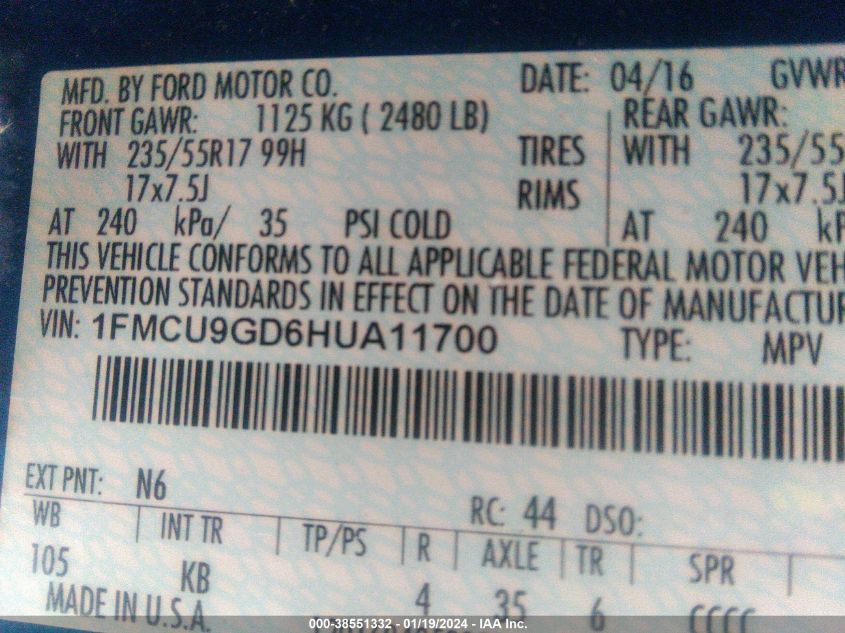 MFD. BY FORD MOTOR CO. DATE: 04/16 GVWR
FRONT GAWR: 1125 KG ( 2480 LB) REAR GAWR:
WITH 235/55R17 99H TIRES WITH 235/55
17x7.5J RIMS 17x7.5J
AT 240 kPa/ 35 PSI COLD AT 240
THIS VEHICLE CONFORMS TO ALL APPLICABLE FEDERAL MOTOR VEH
PREVENTION STANDARDS IN EFFECT ON THE DATE OF MANUFACTUR
VIN: 1FMCU9GD6HUA11700 TYPE: MPV
EXT PNT: N6 RC: 44 DSO:
WB INT TR TP/PS R AXLE TR SPR
105 KB 4 35 6 CCCC
MADE IN U.S.A.
000-38551332 - 01/19/2024 - IAA Inc.